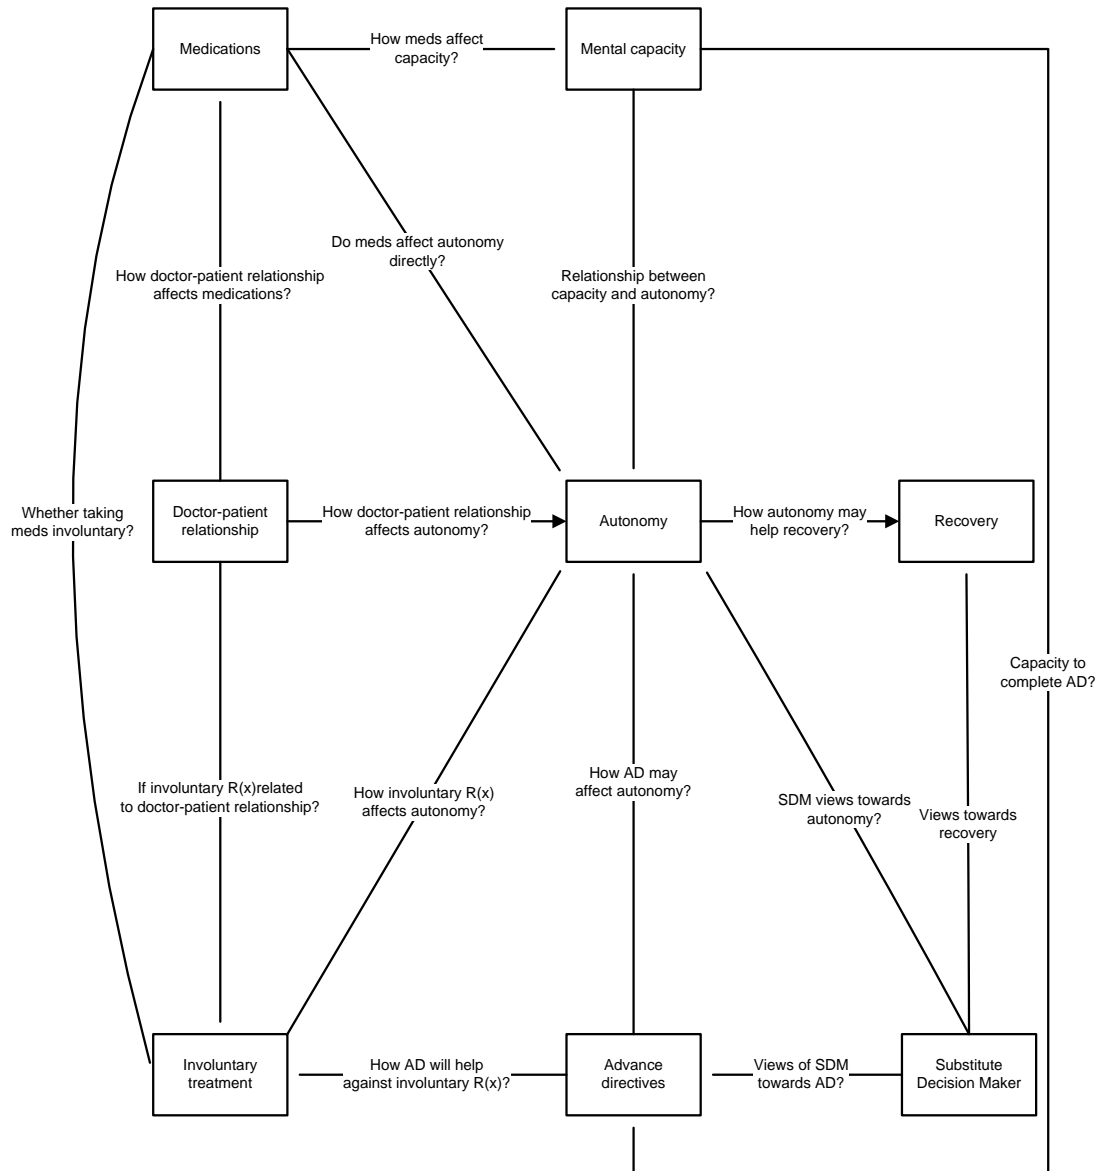 Medications
How meds affect
capacity?
Mental capacity
Do meds affect autonomy
directly?
How doctor-patient relationship
affects medications?
Relationship between
capacity and autonomy?
Whether taking
meds involuntary?
Doctor-patient
relationship
How doctor-patient relationship
affects autonomy?
Autonomy
How autonomy may
help recovery?
Recovery
Capacity to
complete AD?
If involuntary R(x)related
to doctor-patient relationship?
How involuntary R(x)
affects autonomy?
How AD may
affect autonomy?
SDM views towards
autonomy?
Views towards
recovery
Involuntary
treatment
How AD will help
against involuntary R(x)?
Advance
directives
Views of SDM
towards AD?
Substitute
Decision Maker